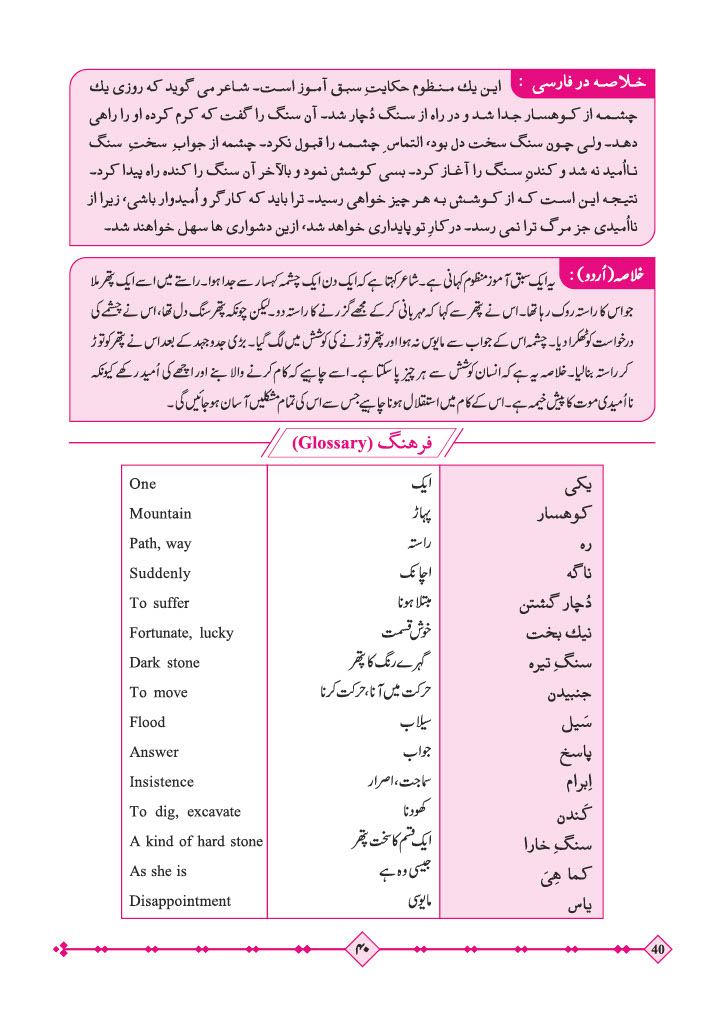 خلاصه در فارسی : این یك منظوم حکایتِ سبق آموز است۔ شاعر می گوید که روزی یك
چشمه از کوهسار جدا شد و در راه از سنگ دُچار شد۔ آن سنگ را گفت که کرم کرده او را راهی
دهد۔ ولی چون سنگ سخت دل بود، التماسِ چشمه را قبول نکرد۔ چشمه از جوابِ سختِ سنگ
نااُمید نه شد و کندنِ سنگ را آغاز کرد۔ بسی کوشش نمود و بالآخر آن سنگ را کنده راه پیدا کرد۔
نتیجه این است که از کوشش به هر چیز خواهی رسید۔ ترا باید که کارگر و اُمیدوار باشی، زیرا از
نااُمیدی جز مرگ ترا نمی رسد۔ درکارِ تو پایداری خواهد شد، ازین دشواری ها سهل خواهند شد۔
خلاصہ (اُردو) : یہ ایک سبق آموز منظوم کہانی ہے۔ شاعر کہتا ہے کہ ایک دن ایک چشمہ کہسار سے جدا ہوا۔ راستے میں اسے ایک پتھر ملا
جو اس کا راستہ روک رہا تھا۔ اس نے پتھر سے کہا کہ مہربانی کر کے مجھے گزرنے کا راستہ دو۔ لیکن چونکہ پتھر سنگ دل تھا، اس نے چشمے کی
درخواست کو ٹھکرا دیا۔ چشمہ اس کے جواب سے مایوس نہ ہوا اور پتھر توڑنے کی کوشش میں لگ گیا۔ بڑی جدوجہد کے بعد اس نے پتھر کو توڑ
کر راستہ بنالیا۔ خلاصہ یہ ہے کہ انسان کوشش سے ہر چیز پا سکتا ہے۔ اسے چاہیے کہ کام کرنے والا بنے اور اچھے کی اُمید رکھے کیونکہ
نا اُمیدی موت کا پیش خیمہ ہے۔ اس کے کام میں استقلال ہونا چاہیے جس سے اس کی تمام مشکلیں آسان ہو جائیں گی۔
فرهنگ (Glossary)
یکی ایک One
کوهسار پہاڑ Mountain
ره راستہ Path, way
ناگه اچانک Suddenly
دُچار گشتن مبتلا ہونا To suffer
نیك بخت خوش قسمت Fortunate, lucky
سنگِ تیره گہرے رنگ کا پتھر Dark stone
جنبیدن حرکت میں آنا، حرکت کرنا To move
سَیل سیلاب Flood
پاسخ جواب Answer
اِبرام سماجت، اصرار Insistence
کَندن کھودنا To dig, excavate
سنگِ خارا ایک قسم کا سخت پتھر A kind of hard stone
کما هِیَ جیسی وہ ہے As she is
یاس مایوسی Disappointment
۴۰ 40